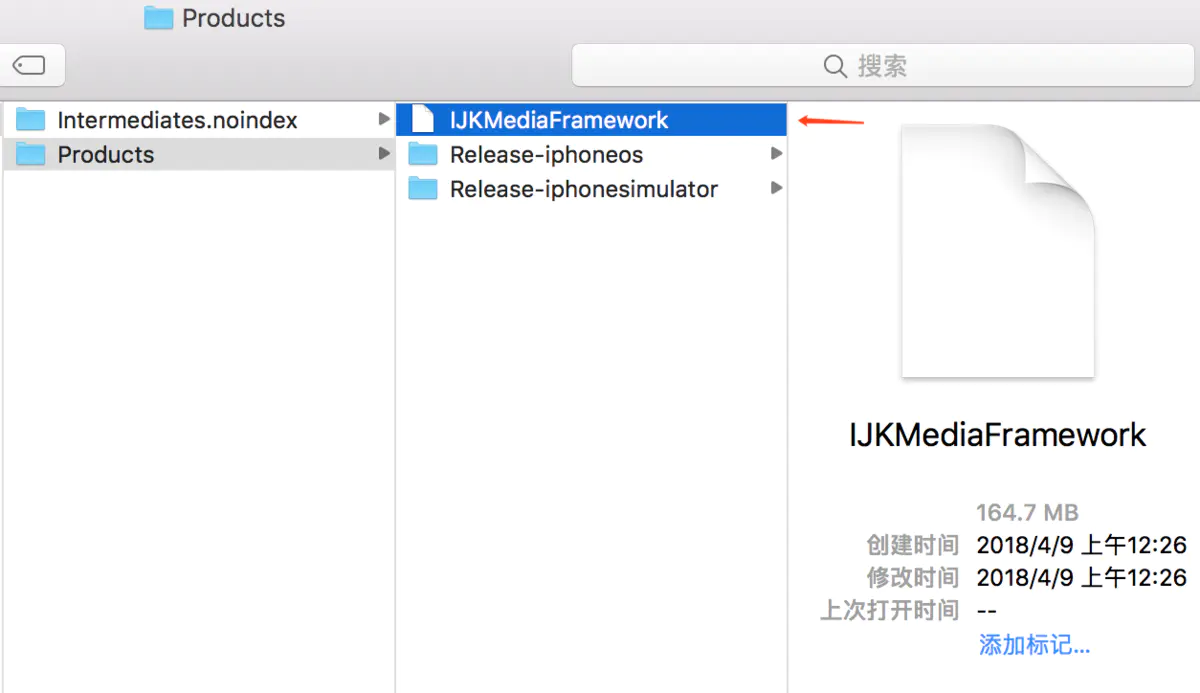 Products
搜索
Intermediates.noindex
Products
IJKMediaFramework
Release-iphoneos
Release-iphonesimulator
IJKMediaFramework
164.7 MB
创建时间 2018/4/9 上午12:26
修改时间 2018/4/9 上午12:26
上次打开时间 --
添加标记...